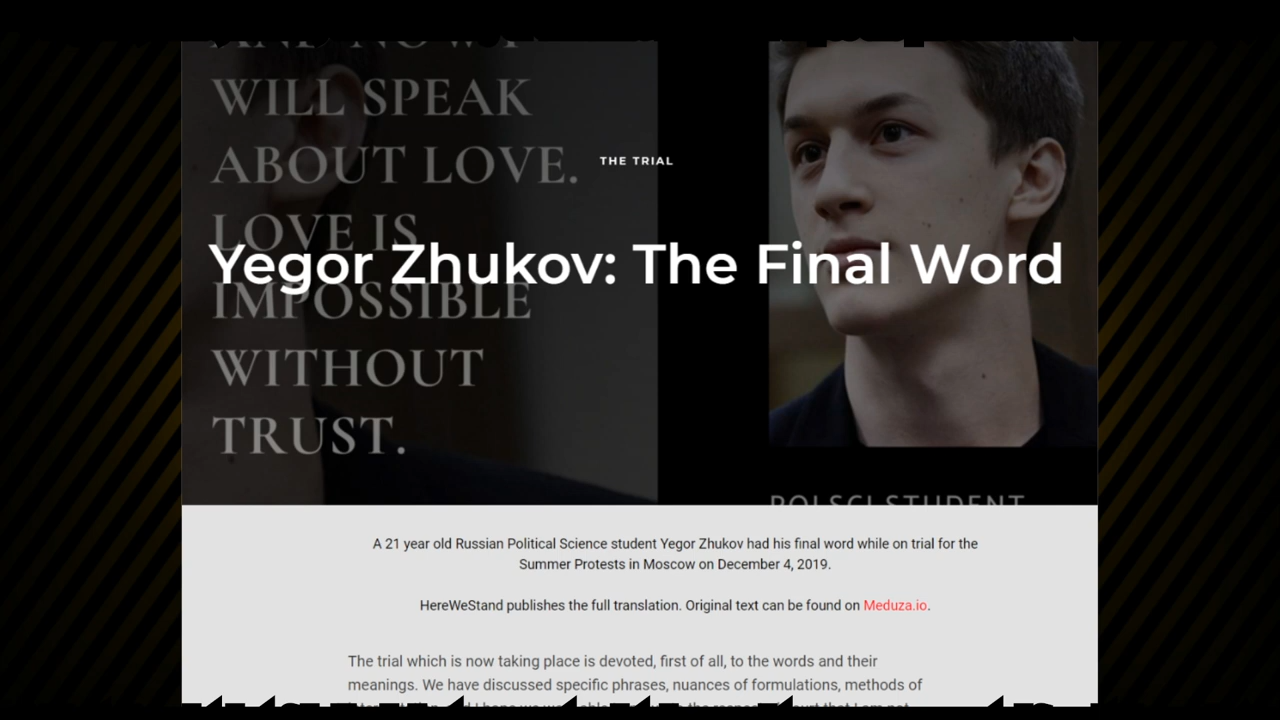 WILL SPEAK
ABOUT LOVE.
LOVE IS
IMPOSSIBLE
WITHOUT
TRUST.
THE TRIAL
Yegor Zhukov: The Final Word
POLSCI STUDENT
A 21 year old Russian Political Science student Yegor Zhukov had his final word while on trial for the
Summer Protests in Moscow on December 4, 2019.
HereWeStand publishes the full translation. Original text can be found on Meduza.io.
The trial which is now taking place is devoted, first of all, to the words and their
meanings. We have discussed specific phrases, nuances of formulations, methods of